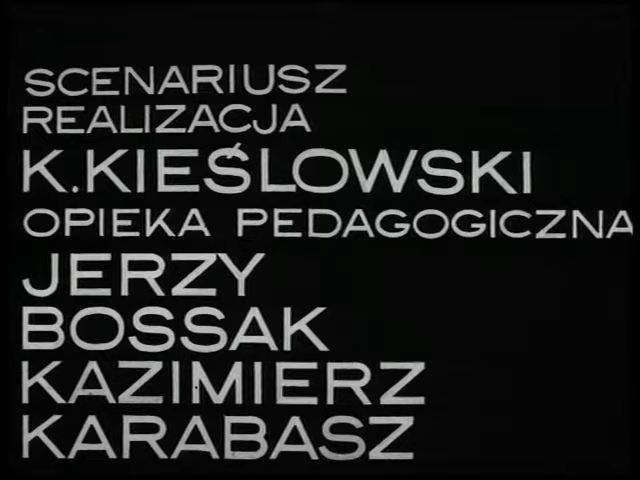 SCENARIUSZ
REALIZACJA
K.KIEŚLOWSKI
OPIEKA PEDAGOGICZNA
JERZY
BOSSAK
KAZIMIERZ
KARABASZ